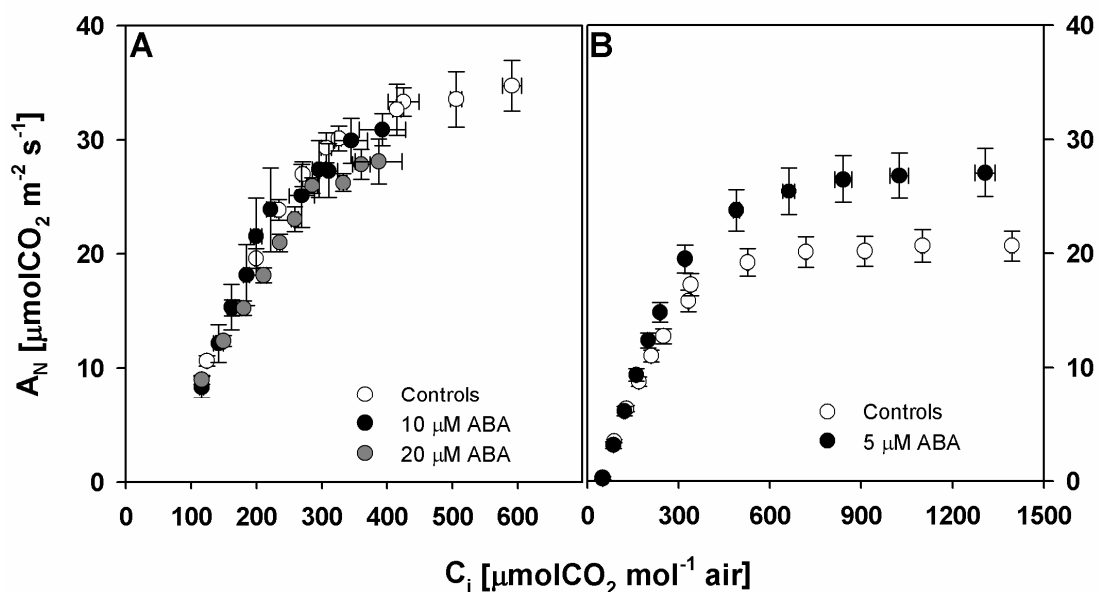 A
B
40
30
20
10
0
40
30
20
10
0
A_N [μmolCO₂ m⁻² s⁻¹]
Controls
10 μM ABA
20 μM ABA
Controls
5 μM ABA
0 100 200 300 400 500 600
0 300 600 900 1200 1500
C_i [μmolCO₂ mol⁻¹ air]